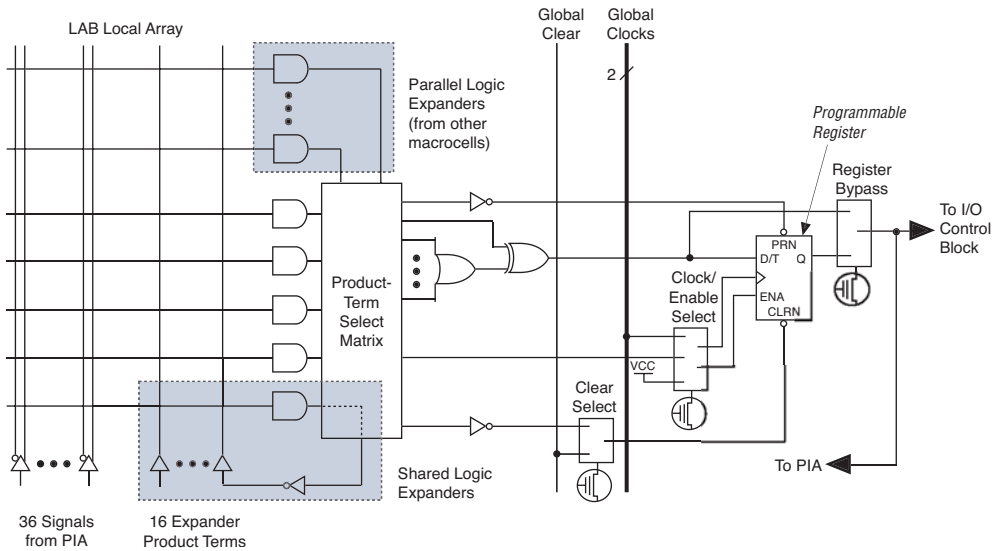 LAB Local Array
Global
Clear
Global
Clocks
2
Parallel Logic
Expanders
(from other
macrocells)
Programmable
Register
Register
Bypass
To I/O
Control
Block
PRN
D/T Q
ENA
CLRN
Clock/
Enable
Select
Product-
Term
Select
Matrix
VCC
Clear
Select
To PIA
Shared Logic
Expanders
36 Signals
from PIA
16 Expander
Product Terms